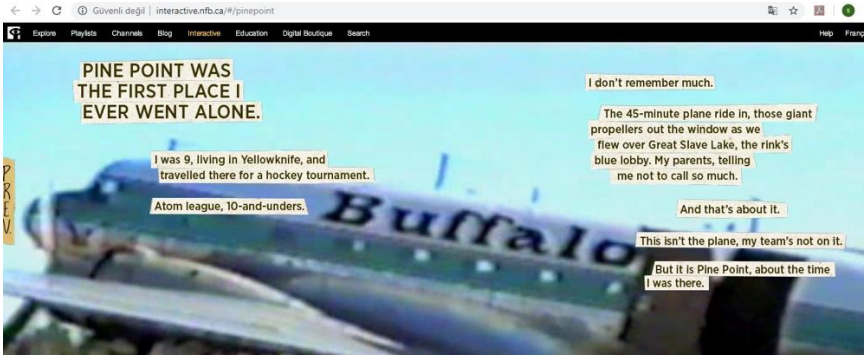 Güvenli değil | interactive.nfb.ca/#/pinepoint
Explore Playlists Channels Blog Interactive Education Digital Boutique Search Help Franç
PINE POINT WAS
THE FIRST PLACE I
EVER WENT ALONE.
I was 9, living in Yellowknife, and
travelled there for a hockey tournament.
Atom league, 10-and-unders.
Buffalo
PREV.
I don't remember much.
The 45-minute plane ride in, those giant
propellers out the window as we
flew over Great Slave Lake, the rink's
blue lobby. My parents, telling
me not to call so much.
And that's about it.
This isn't the plane, my team's not on it.
But it is Pine Point, about the time
I was there.